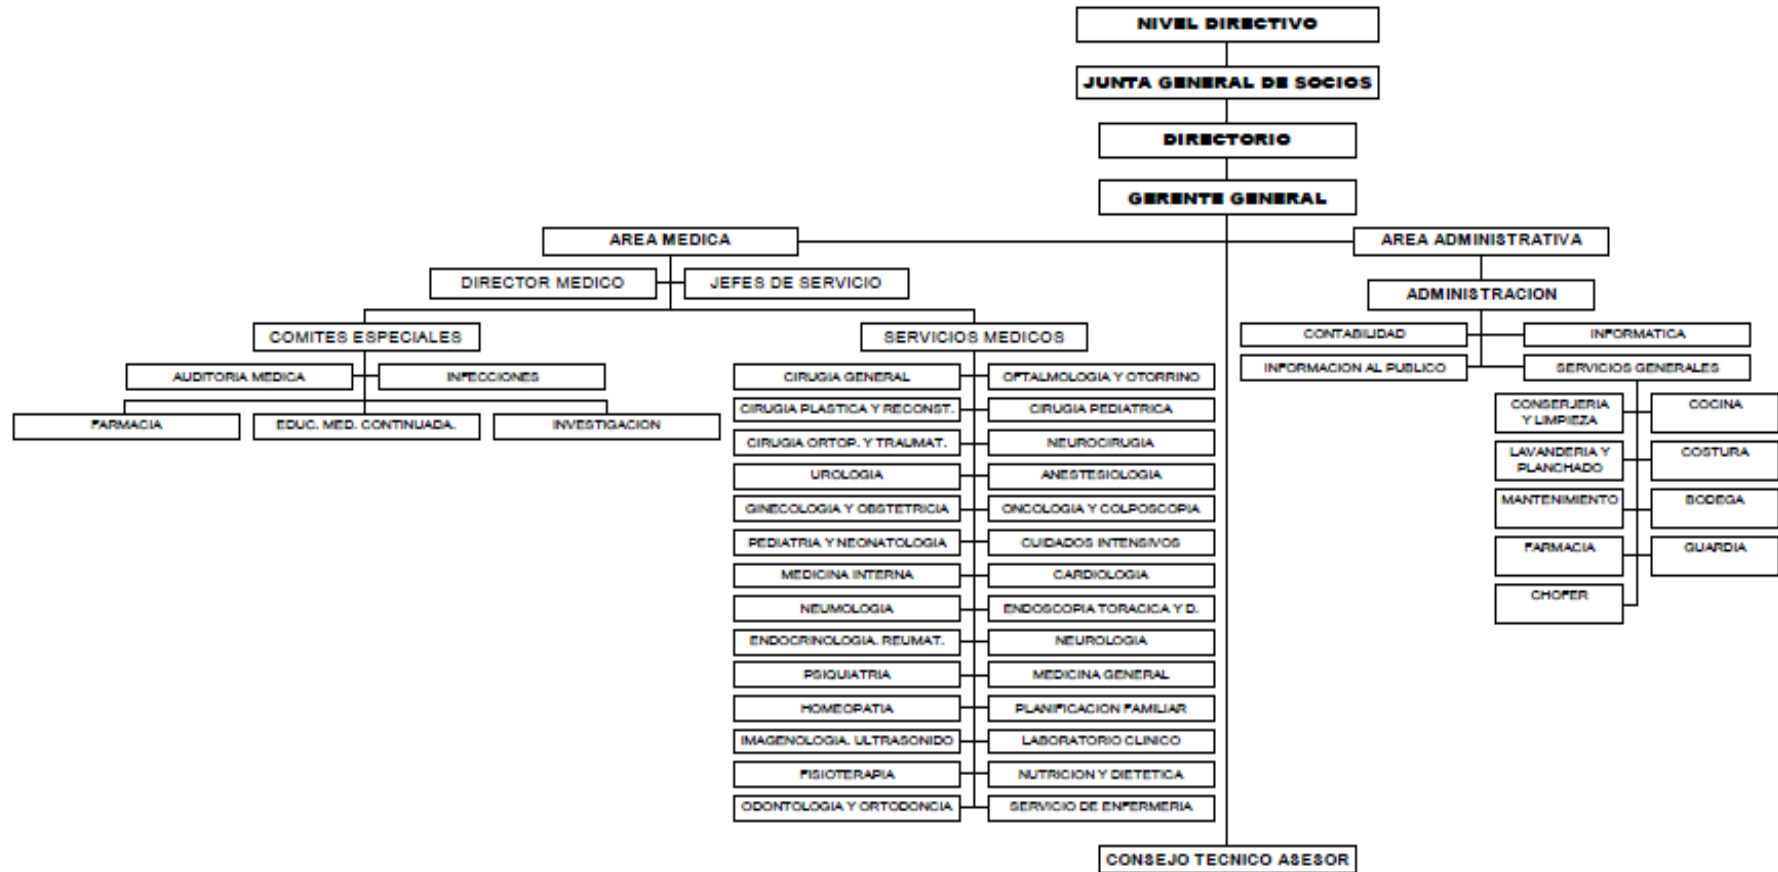 NIVEL DIRECTIVO
JUNTA GENERAL DE SOCIOS
DIRECTORIO
GERENTE GENERAL
AREA MEDICA
AREA ADMINISTRATIVA
DIRECTOR MEDICO
JEFES DE SERVICIO
ADMINISTRACION
COMITES ESPECIALES
SERVICIOS MEDICOS
CONTABILIDAD
INFORMATICA
INFORMACION AL PUBLICO
SERVICIOS GENERALES
AUDITORIA MEDICA
INFECCIONES
FARMACIA
EDUC. MED. CONTINUADA.
INVESTIGACION
CIRUGIA GENERAL
OFTALMOLOGIA Y OTORRINO
CIRUGIA PLASTICA Y RECONST.
CIRUGIA PEDIATRICA
CIRUGIA ORTOP. Y TRAUMAT.
NEUROCIRUGIA
UROLOGIA
ANESTESIOLOGIA
GINECOLOGIA Y OBSTETRICIA
ONCOLOGIA Y COLPOSCOPIA
PEDIATRIA Y NEONATOLOGIA
CUIDADOS INTENSIVOS
MEDICINA INTERNA
CARDIOLOGIA
NEUMOLOGIA
ENDOSCOPIA TORACICA Y D.
ENDOCRINOLOGIA. REUMAT.
NEUROLOGIA
PSIQUIATRIA
MEDICINA GENERAL
HOMEOPATIA
PLANIFICACION FAMILIAR
IMAGENOLOGIA. ULTRASONIDO
LABORATORIO CLINICO
FISIOTERAPIA
NUTRICION Y DIETETICA
ODONTOLOGIA Y ORTODONCIA
SERVICIO DE ENFERMERIA
CONSERJERIA
Y LIMPIEZA
COCINA
LAVANDERIA Y
PLANCHADO
COSTURA
MANTENIMIENTO
BODEGA
FARMACIA
GUARDIA
CHOFER
CONSEJO TECNICO ASESOR